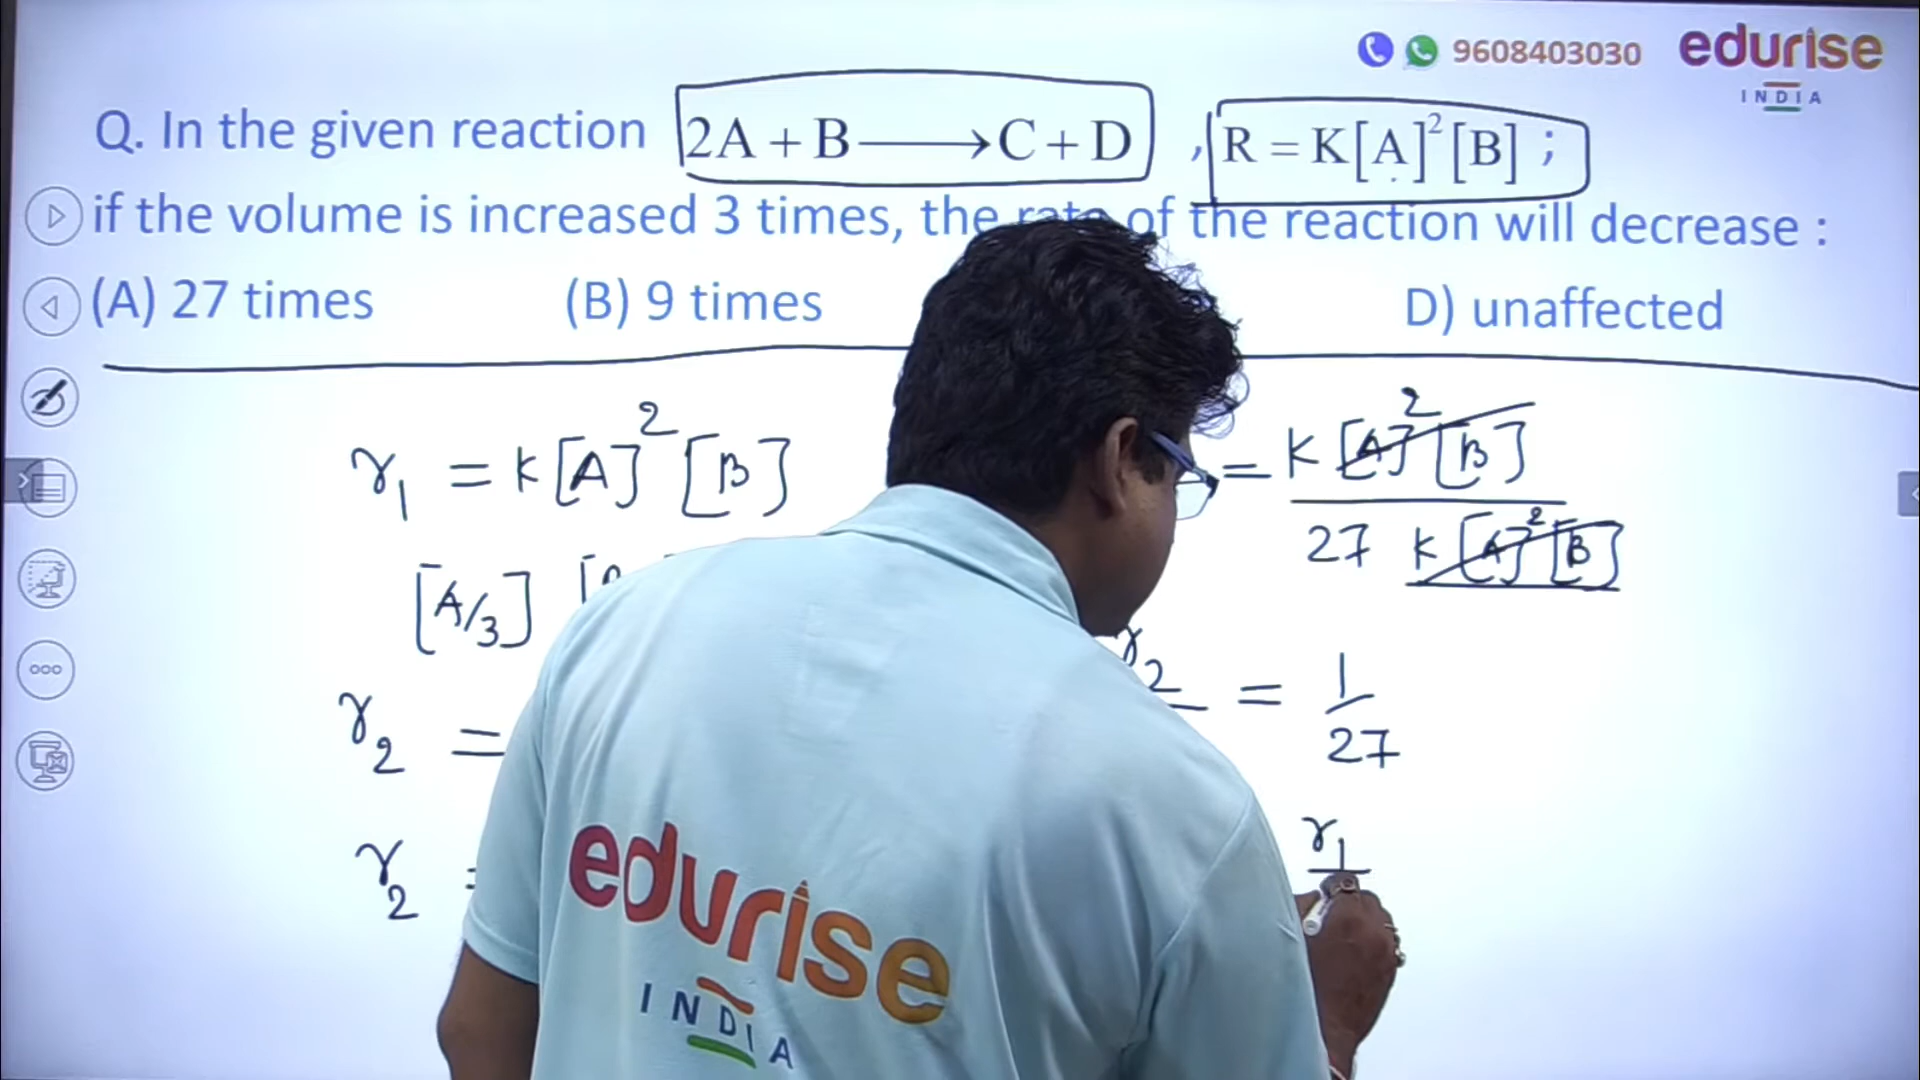 9608403030 edurise
INDIA
Q. In the given reaction 2A + B ⟶ C + D , R = K[A]²[B] ;
if the volume is increased 3 times, the rate of the reaction will decrease :
(A) 27 times (B) 9 times D) unaffected
r₁ = K[A]²[B]
= K[A]²[B]
27 K[A]²[B]
[A/3]
r₂ =
r₂ = 1/27
r₂
r₁
edurise
INDIA